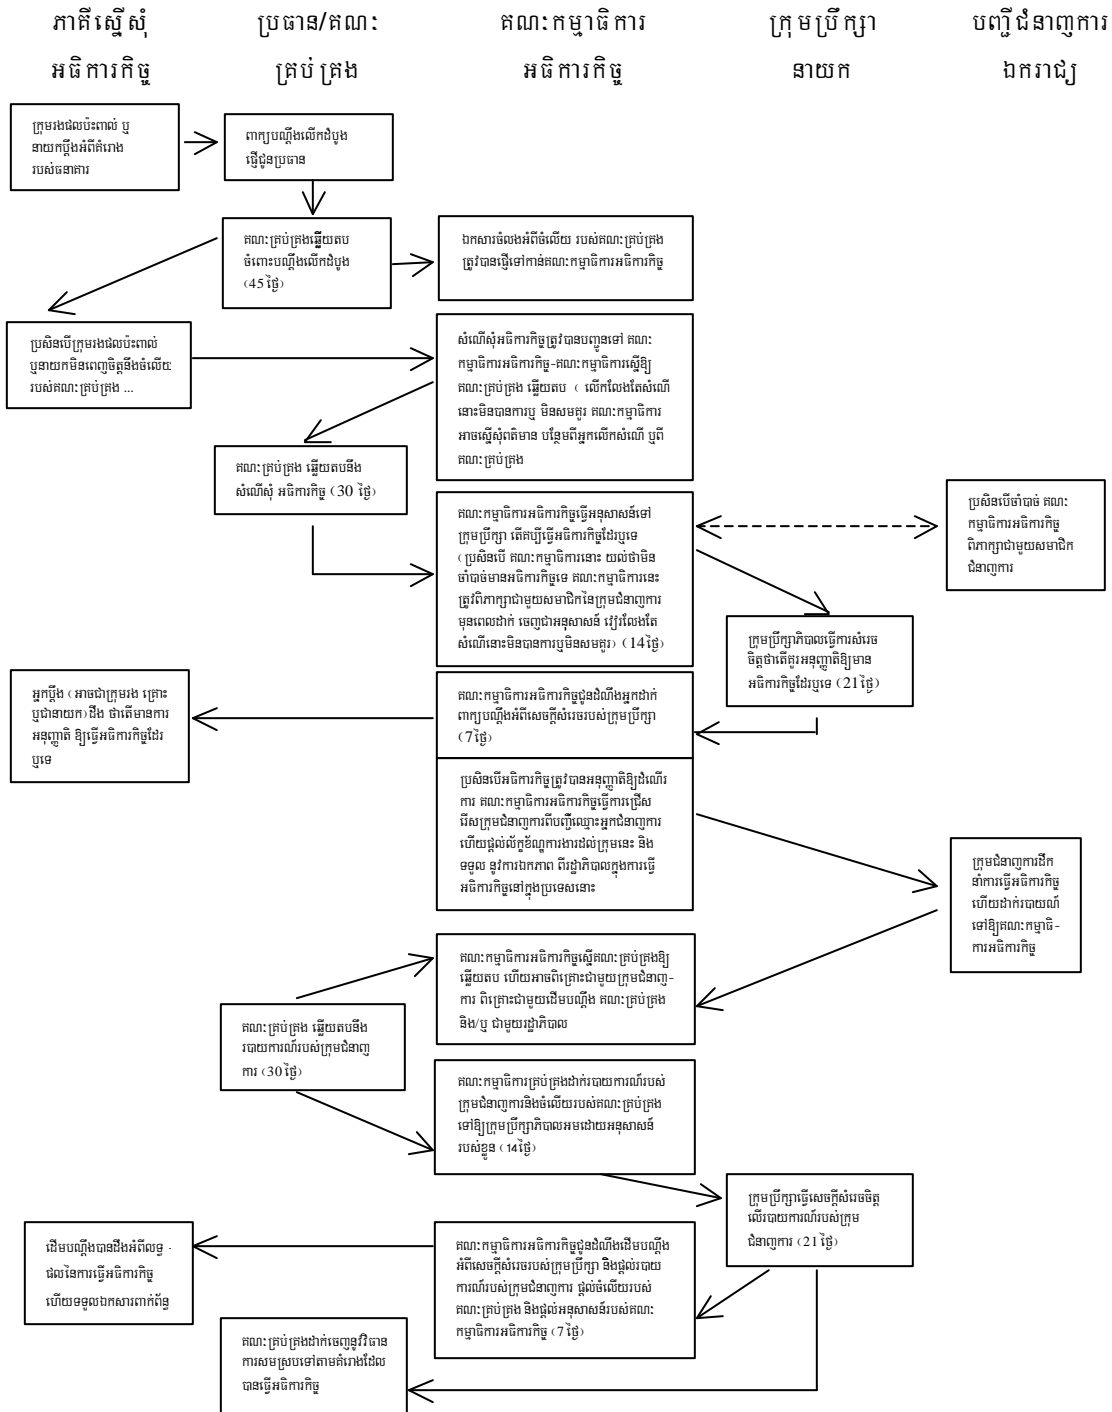 ភាគីស្នើសុំ
អធិការកិច្ច
ប្រធាន/គណៈ
គ្រប់គ្រង
គណៈកម្មាធិការ
អធិការកិច្ច
ក្រុមប្រឹក្សា
នាយក
បញ្ជីជំនាញការ
ឯករាជ្យ
ក្រុមរងផលប៉ះពាល់ ឬ
នាយកប្តឹងអំពីគំរោង
របស់ធនាគារ
ពាក្យបណ្តឹងលើកដំបូង
ផ្ញើជូនប្រធាន
គណៈគ្រប់គ្រងឆ្លើយតប
ចំពោះបណ្តឹងលើកដំបូង
(45 ថ្ងៃ)
ឯកសារចំលងអំពីចំលើយ របស់គណៈគ្រប់គ្រង
ត្រូវបានផ្ញើទៅកាន់គណៈកម្មាធិការអធិការកិច្ច
ប្រសិនបើក្រុមរងផលប៉ះពាល់
ឬនាយកមិនពេញចិត្តនឹងចំលើយ
របស់គណៈគ្រប់គ្រង ...
សំណើសុំអធិការកិច្ចត្រូវបានបញ្ជូនទៅ គណៈ
កម្មាធិការអធិការកិច្ច-គណៈកម្មាធិការស្នើឱ្យ
គណៈគ្រប់គ្រង ឆ្លើយតប ( លើកលែងតែសំណើ
នោះមិនបានការឬ មិនសមគួរ គណៈកម្មាធិការ
អាចស្នើសុំពត៌មាន បន្ថែមពីអ្នកលើកសំណើ ឬពី
គណៈគ្រប់គ្រង
គណៈគ្រប់គ្រង ឆ្លើយតបនឹង
សំណើសុំ អធិការកិច្ច (30 ថ្ងៃ)
គណៈកម្មាធិការអធិការកិច្ចធ្វើអនុសាសន៍ទៅ
ក្រុមប្រឹក្សា តើគប្បីធ្វើអធិការកិច្ចដែរឬទេ
(ប្រសិនបើ គណៈកម្មាធិការនោះ យល់ថាមិន
ចាំបាច់មានអធិការកិច្ចទេ គណៈកម្មាធិការនេះ
ត្រូវពិភាក្សាជាមួយសមាជិកនៃក្រុមជំនាញការ
មុនពេលដាក់ ចេញជាអនុសាសន៍ វៀរលែងតែ
សំណើនោះមិនបានការឬមិនសមគួរ) (14ថ្ងៃ)
ប្រសិនបើចាំបាច់ គណៈ
កម្មាធិការអធិការកិច្ច
ពិភាក្សាជាមួយសមាជិក
ជំនាញការ
ក្រុមប្រឹក្សាភិបាលធ្វើការសំរេច
ចិត្តថាតើគួរអនុញ្ញាតិឱ្យមាន
អធិការកិច្ចដែរឬទេ (21ថ្ងៃ)
អ្នកប្តឹង (អាចជាក្រុមរង គ្រោះ
ឬជានាយក) ដឹង ថាតើមានការ
អនុញ្ញាតិ ឱ្យធ្វើអធិការកិច្ចដែរ
ឬទេ
គណៈកម្មាធិការអធិការកិច្ចជូនដំណឹងអ្នកដាក់
ពាក្យបណ្តឹងអំពីសេចក្តីសំរេចរបស់ក្រុមប្រឹក្សា
(7ថ្ងៃ)
ប្រសិនបើអធិការកិច្ចត្រូវបានអនុញ្ញាតិឱ្យដំណើរ
ការ គណៈកម្មាធិការអធិការកិច្ចធ្វើការជ្រើស
រើសក្រុមជំនាញការពីបញ្ជីឈ្មោះអ្នកជំនាញការ
ហើយផ្តល់ល័ក្ខខ័ណ្ឌការងារដល់ក្រុមនេះ និង
ទទួល នូវការឯកភាព ពីរដ្ឋាភិបាលក្នុងការធ្វើ
អធិការកិច្ចនៅក្នុងប្រទេសនោះ
ក្រុមជំនាញការដឹក
នាំការធ្វើអធិការកិច្ច
ហើយដាក់របាយណ៍
ទៅឱ្យគណៈកម្មាធិ-
ការអធិការកិច្ច
គណៈកម្មាធិការអធិការកិច្ចស្នើគណៈគ្រប់គ្រងឱ្យ
ឆ្លើយតប ហើយអាចពិគ្រោះជាមួយក្រុមជំនាញ-
ការ ពិគ្រោះជាមួយដើមបណ្តឹង គណៈគ្រប់គ្រង
និង/ឬ ជាមួយរដ្ឋាភិបាល
គណៈគ្រប់គ្រង ឆ្លើយតបនឹង
របាយការណ៍របស់ក្រុមជំនាញ
ការ (30 ថ្ងៃ)
គណៈកម្មាធិការគ្រប់គ្រងដាក់របាយការណ៍របស់
ក្រុមជំនាញការនិងចំលើយរបស់គណៈគ្រប់គ្រង
ទៅឱ្យក្រុមប្រឹក្សាភិបាលអមដោយអនុសាសន៍
របស់ខ្លួន (14ថ្ងៃ)
ក្រុមប្រឹក្សាធ្វើសេចក្តីសំរេចចិត្ត
លើរបាយការណ៍របស់ក្រុម
ជំនាញការ (21ថ្ងៃ)
ដើមបណ្តឹងបានដឹងអំពីលទ្ធ -
ផលនៃការធ្វើអធិការកិច្ច
ហើយទទួលឯកសារពាក់ព័ន្ធ
គណៈកម្មាធិការអធិការកិច្ចជូនដំណឹងដើមបណ្តឹង
អំពីសេចក្តីសំរេចរបស់ក្រុមប្រឹក្សា និងផ្តល់របាយ
ការណ៍របស់ក្រុមជំនាញការ ផ្តល់ចំលើយរបស់
គណៈគ្រប់គ្រង និងផ្តល់អនុសាសន៍របស់គណៈ
កម្មាធិការអធិការកិច្ច (7ថ្ងៃ)
គណៈគ្រប់គ្រងដាក់ចេញនូវវិធាន
ការសមស្របទៅតាមគំរោងដែល
បានធ្វើអធិការកិច្ច